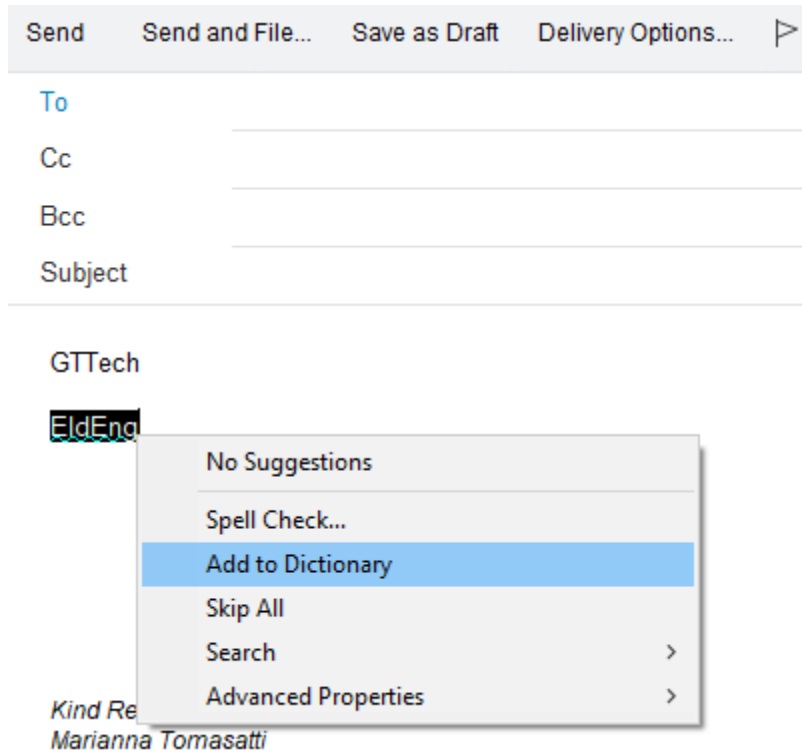 Send Send and File... Save as Draft Delivery Options...
To
Cc
Bcc
Subject
GTTech
EldEng
No Suggestions
Spell Check...
Add to Dictionary
Skip All
Search
Advanced Properties
Kind Re
Marianna Tomasatti